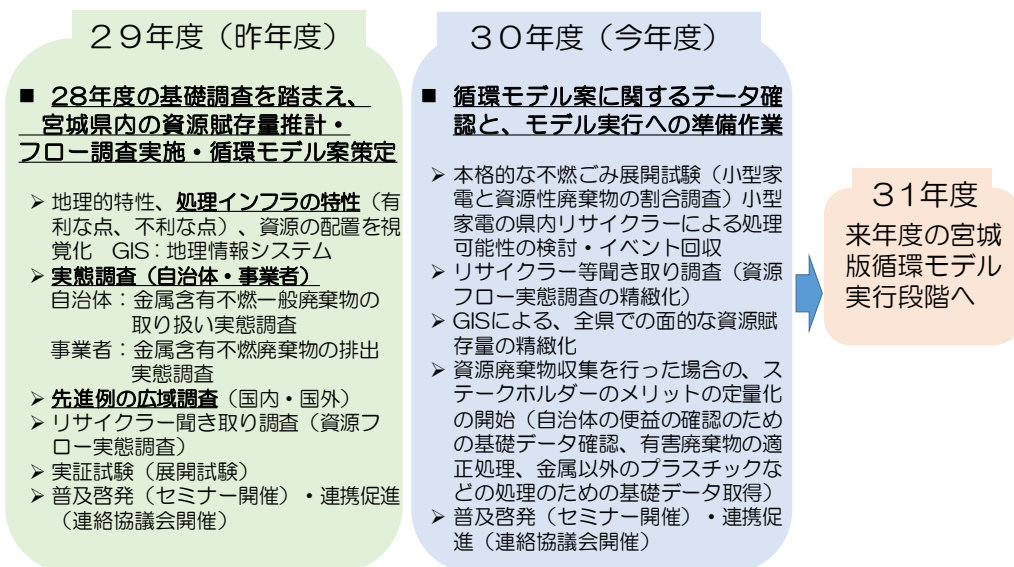 ２９年度（昨年度）
■ 28年度の基礎調査を踏まえ、
宮城県内の資源賦存量推計・
フロー調査実施・循環モデル案策定
➢ 地理的特性、処理インフラの特性（有
利な点、不利な点）、資源の配置を視
覚化　GIS：地理情報システム
➢ 実態調査（自治体・事業者）
自治体：金属含有不燃一般廃棄物の
取り扱い実態調査
事業者：金属含有不燃廃棄物の排出
実態調査
➢ 先進例の広域調査（国内・国外）
➢ リサイクラー聞き取り調査（資源フ
ロー実態調査）
➢ 実証試験（展開試験）
➢ 普及啓発（セミナー開催）・連携促進
（連絡協議会開催）
３０年度（今年度）
■ 循環モデル案に関するデータ確
認と、モデル実行への準備作業
➢ 本格的な不燃ごみ展開試験（小型家
電と資源性廃棄物の割合調査）小型
家電の県内リサイクラーによる処理
可能性の検討・イベント回収
➢ リサイクラー等聞き取り調査（資源
フロー実態調査の精緻化）
➢ GISによる、全県での面的な資源賦
存量の精緻化
➢ 資源廃棄物収集を行った場合の、ス
テークホルダーのメリットの定量化
の開始（自治体の便益の確認のため
の基礎データ確認、有害廃棄物の適
正処理、金属以外のプラスチックな
どの処理のための基礎データ取得）
➢ 普及啓発（セミナー開催）・連携促
進（連絡協議会開催）
３1年度
来年度の宮城
版循環モデル
実行段階へ